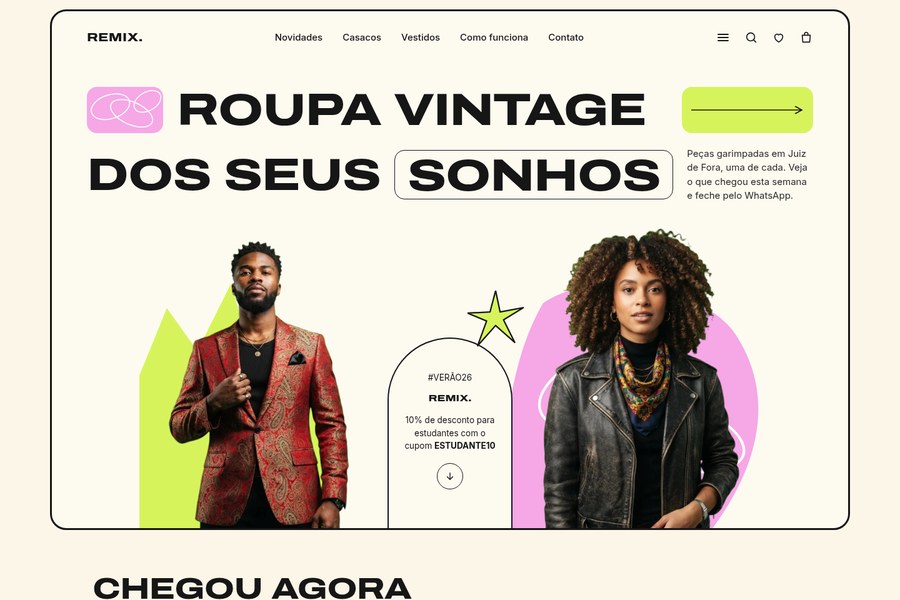 REMIX.
Novidades Casacos Vestidos Como funciona Contato
ROUPA VINTAGE
DOS SEUS SONHOS
Peças garimpadas em Juiz
de Fora, uma de cada. Veja
o que chegou esta semana
e feche pelo WhatsApp.
#VERÃO26
REMIX.
10% de desconto para
estudantes com o
cupom ESTUDANTE10
CHEGOU AGORA